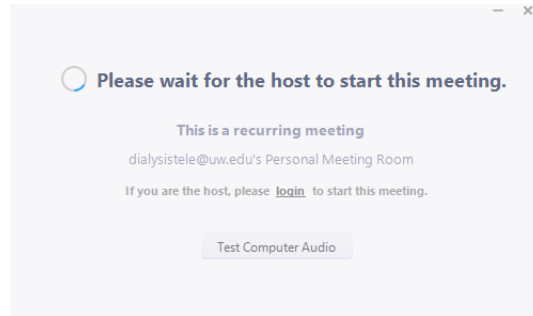 Please wait for the host to start this meeting.
This is a recurring meeting
dialysistele@uw.edu's Personal Meeting Room
If you are the host, please login to start this meeting.
Test Computer Audio